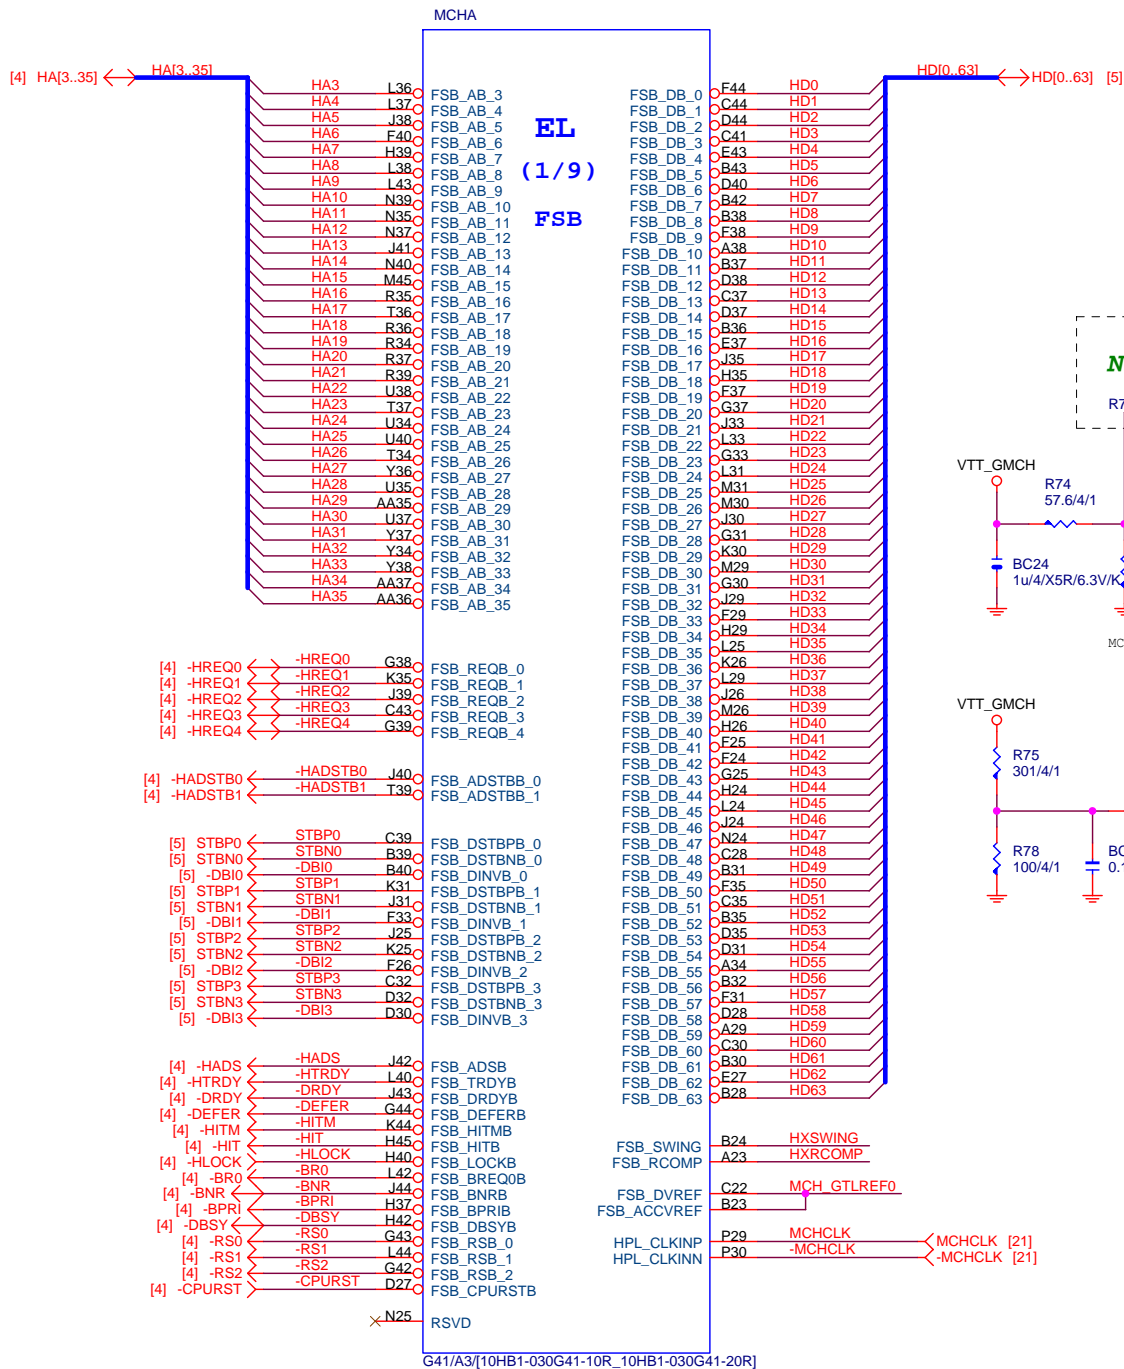 MCHA
[4] HA[3..35] HA[3..35]
HA3 L36 FSB_AB_3
HA4 L37 FSB_AB_4
HA5 J38 FSB_AB_5
HA6 F40 FSB_AB_6
HA7 H39 FSB_AB_7
HA8 L38 FSB_AB_8
HA9 L43 FSB_AB_9
HA10 N39 FSB_AB_10
HA11 N35 FSB_AB_11
HA12 N37 FSB_AB_12
HA13 J41 FSB_AB_13
HA14 N40 FSB_AB_14
HA15 M45 FSB_AB_15
HA16 R35 FSB_AB_16
HA17 T36 FSB_AB_17
HA18 R36 FSB_AB_18
HA19 R34 FSB_AB_19
HA20 R37 FSB_AB_20
HA21 R39 FSB_AB_21
HA22 U38 FSB_AB_22
HA23 T37 FSB_AB_23
HA24 U34 FSB_AB_24
HA25 U40 FSB_AB_25
HA26 T34 FSB_AB_26
HA27 Y36 FSB_AB_27
HA28 U35 FSB_AB_28
HA29 AA35 FSB_AB_29
HA30 U37 FSB_AB_30
HA31 Y37 FSB_AB_31
HA32 Y34 FSB_AB_32
HA33 Y38 FSB_AB_33
HA34 AA37 FSB_AB_34
HA35 AA36 FSB_AB_35
[4] -HREQ0 -HREQ0 G38 FSB_REQB_0
[4] -HREQ1 -HREQ1 K35 FSB_REQB_1
[4] -HREQ2 -HREQ2 J39 FSB_REQB_2
[4] -HREQ3 -HREQ3 C43 FSB_REQB_3
[4] -HREQ4 -HREQ4 G39 FSB_REQB_4
[4] -HADSTB0 -HADSTB0 J40 FSB_ADSTBB_0
[4] -HADSTB1 -HADSTB1 T39 FSB_ADSTBB_1
[5] STBP0 STBP0 C39 FSB_DSTBPB_0
[5] STBN0 STBN0 B39 FSB_DSTBNB_0
[5] -DBI0 -DBI0 B40 FSB_DINVB_0
[5] STBP1 STBP1 K31 FSB_DSTBPB_1
[5] STBN1 STBN1 J31 FSB_DSTBNB_1
[5] -DBI1 -DBI1 F33 FSB_DINVB_1
[5] STBP2 STBP2 J25 FSB_DSTBPB_2
[5] STBN2 STBN2 K25 FSB_DSTBNB_2
[5] -DBI2 -DBI2 F26 FSB_DINVB_2
[5] STBP3 STBP3 C32 FSB_DSTBPB_3
[5] STBN3 STBN3 D32 FSB_DSTBNB_3
[5] -DBI3 -DBI3 D30 FSB_DINVB_3
[4] -HADS -HADS J42 FSB_ADSB
[4] -HTRDY -HTRDY L40 FSB_TRDYB
[4] -DRDY -DRDY J43 FSB_DRDYB
[4] -DEFER -DEFER G44 FSB_DEFERB
[4] -HITM -HITM K44 FSB_HITMB
[4] -HIT -HIT H45 FSB_HITB
[4] -HLOCK -HLOCK H40 FSB_LOCKB
[4] -BR0 -BR0 L42 FSB_BREQ0B
[4] -BNR -BNR J44 FSB_BNRB
[4] -BPRI -BPRI H37 FSB_BPRIB
[4] -DBSY -DBSY H42 FSB_DBSYB
[4] -RS0 -RS0 G43 FSB_RSB_0
[4] -RS1 -RS1 L44 FSB_RSB_1
[4] -RS2 -RS2 G42 FSB_RSB_2
[4] -CPURST -CPURST D27 FSB_CPURSTB
N25 RSVD
EL
(1/9)
FSB
HD[0..63] HD[0..63] [5]
FSB_DB_0 F44 HD0
FSB_DB_1 C44 HD1
FSB_DB_2 D44 HD2
FSB_DB_3 C41 HD3
FSB_DB_4 E43 HD4
FSB_DB_5 B43 HD5
FSB_DB_6 D40 HD6
FSB_DB_7 B42 HD7
FSB_DB_8 B38 HD8
FSB_DB_9 F38 HD9
FSB_DB_10 A38 HD10
FSB_DB_11 B37 HD11
FSB_DB_12 D38 HD12
FSB_DB_13 C37 HD13
FSB_DB_14 D37 HD14
FSB_DB_15 B36 HD15
FSB_DB_16 E37 HD16
FSB_DB_17 J35 HD17
FSB_DB_18 H35 HD18
FSB_DB_19 F37 HD19
FSB_DB_20 G37 HD20
FSB_DB_21 J33 HD21
FSB_DB_22 L33 HD22
FSB_DB_23 G33 HD23
FSB_DB_24 L31 HD24
FSB_DB_25 M31 HD25
FSB_DB_26 M30 HD26
FSB_DB_27 J30 HD27
FSB_DB_28 G31 HD28
FSB_DB_29 K30 HD29
FSB_DB_30 M29 HD30
FSB_DB_31 G30 HD31
FSB_DB_32 J29 HD32
FSB_DB_33 F29 HD33
FSB_DB_34 H29 HD34
FSB_DB_35 L25 HD35
FSB_DB_36 K26 HD36
FSB_DB_37 L29 HD37
FSB_DB_38 J26 HD38
FSB_DB_39 M26 HD39
FSB_DB_40 H26 HD40
FSB_DB_41 F25 HD41
FSB_DB_42 F24 HD42
FSB_DB_43 G25 HD43
FSB_DB_44 H24 HD44
FSB_DB_45 L24 HD45
FSB_DB_46 J24 HD46
FSB_DB_47 N24 HD47
FSB_DB_48 C28 HD48
FSB_DB_49 B31 HD49
FSB_DB_50 F35 HD50
FSB_DB_51 C35 HD51
FSB_DB_52 B35 HD52
FSB_DB_53 D35 HD53
FSB_DB_54 D31 HD54
FSB_DB_55 A34 HD55
FSB_DB_56 B32 HD56
FSB_DB_57 F31 HD57
FSB_DB_58 D28 HD58
FSB_DB_59 A29 HD59
FSB_DB_60 C30 HD60
FSB_DB_61 B30 HD61
FSB_DB_62 E27 HD62
FSB_DB_63 B28 HD63
FSB_SWING B24 HXSWING
FSB_RCOMP A23 HXRCOMP
FSB_DVREF C22 MCH_GTLREF0
FSB_ACCVREF B23
HPL_CLKINP P29 MCHCLK MCHCLK [21]
HPL_CLKINN P30 -MCHCLK -MCHCLK [21]
G41/A3/[10HB1-030G41-10R_10HB1-030G41-20R]
N
R7
VTT_GMCH
R74
57.6/4/1
BC24
1u/4/X5R/6.3V/K
MC
VTT_GMCH
R75
301/4/1
R78
100/4/1
BC
0.1